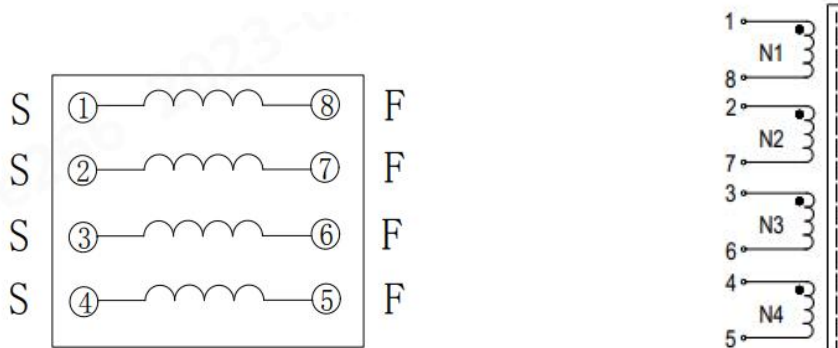 S ① ⑧ F
S ② ⑦ F
S ③ ⑥ F
S ④ ⑤ F
1
N1
8
2
N2
7
3
N3
6
4
N4
5